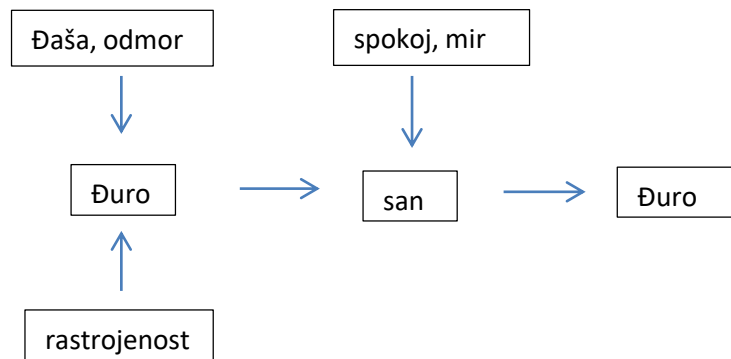 Đaša, odmor
spokoj, mir
Đuro
san
Đuro
rastrojenost